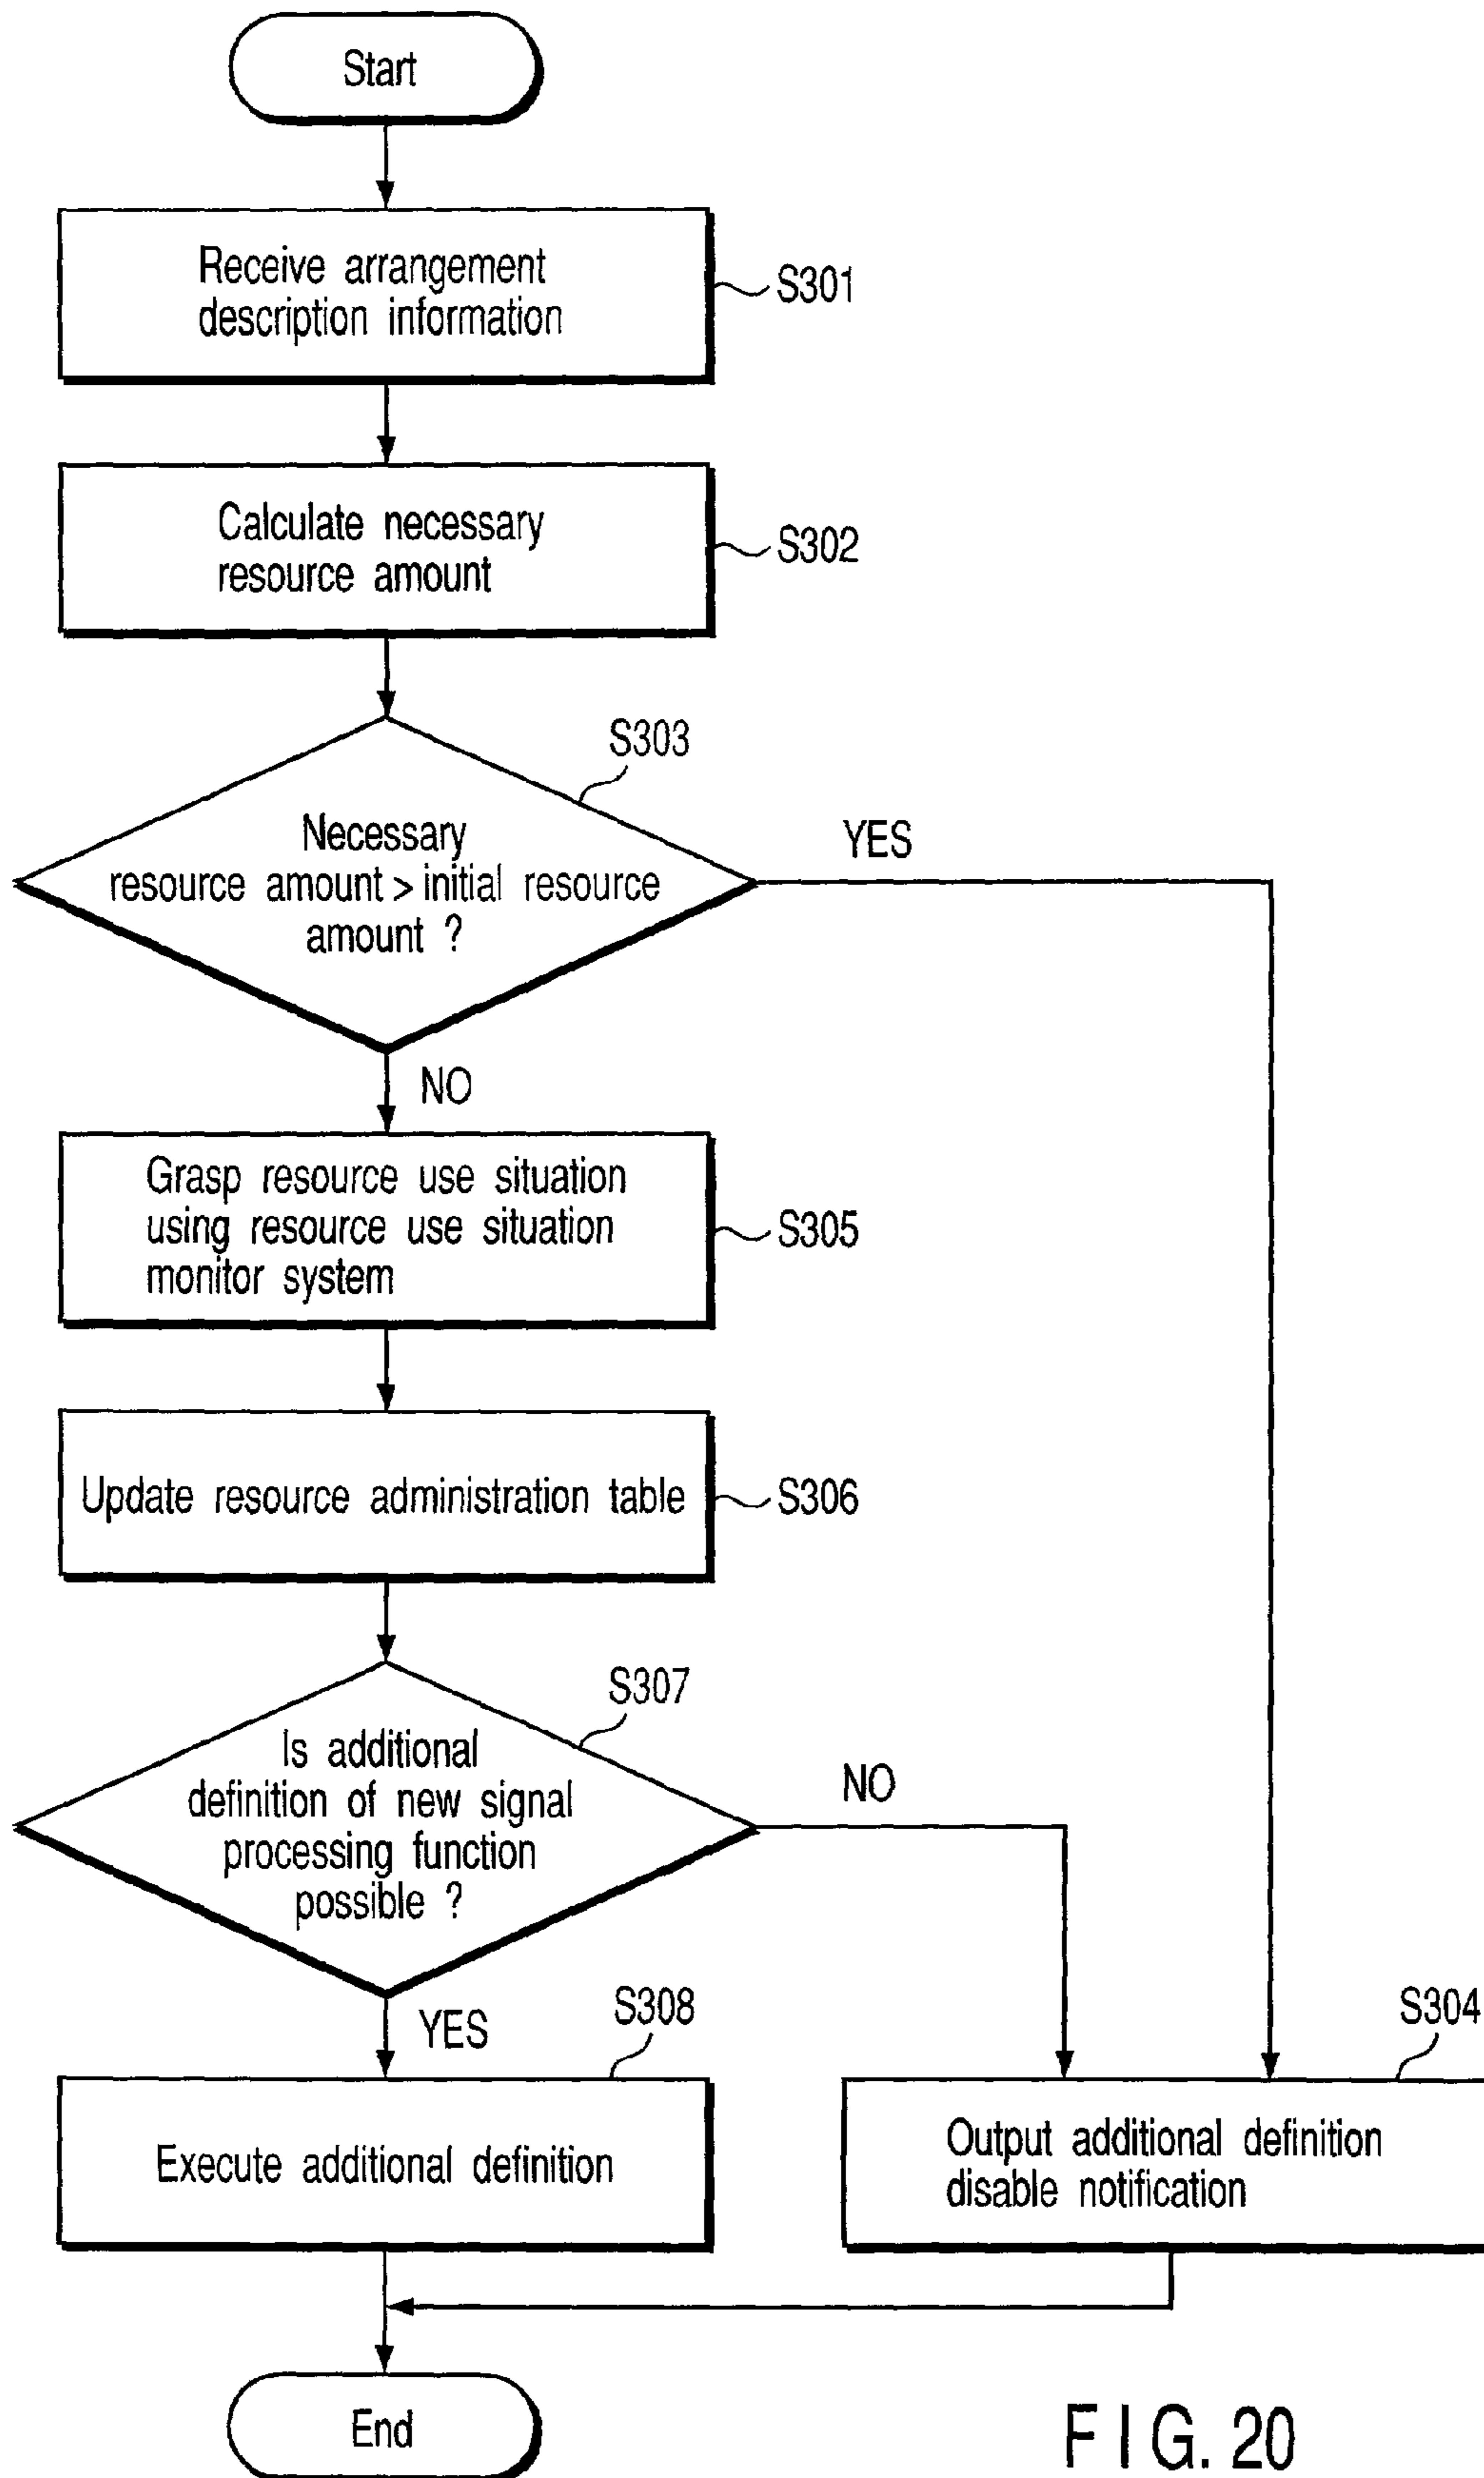 Start
Receive arrangement
description information
S301
Calculate necessary
resource amount
S302
S303
Necessary
resource amount > initial resource
amount ?
YES
NO
Grasp resource use situation
using resource use situation
monitor system
S305
Update resource administration table
S306
S307
Is additional
definition of new signal
processing function
possible ?
NO
YES
S308
S304
Execute additional definition
Output additional definition
disable notification
End
FIG. 20